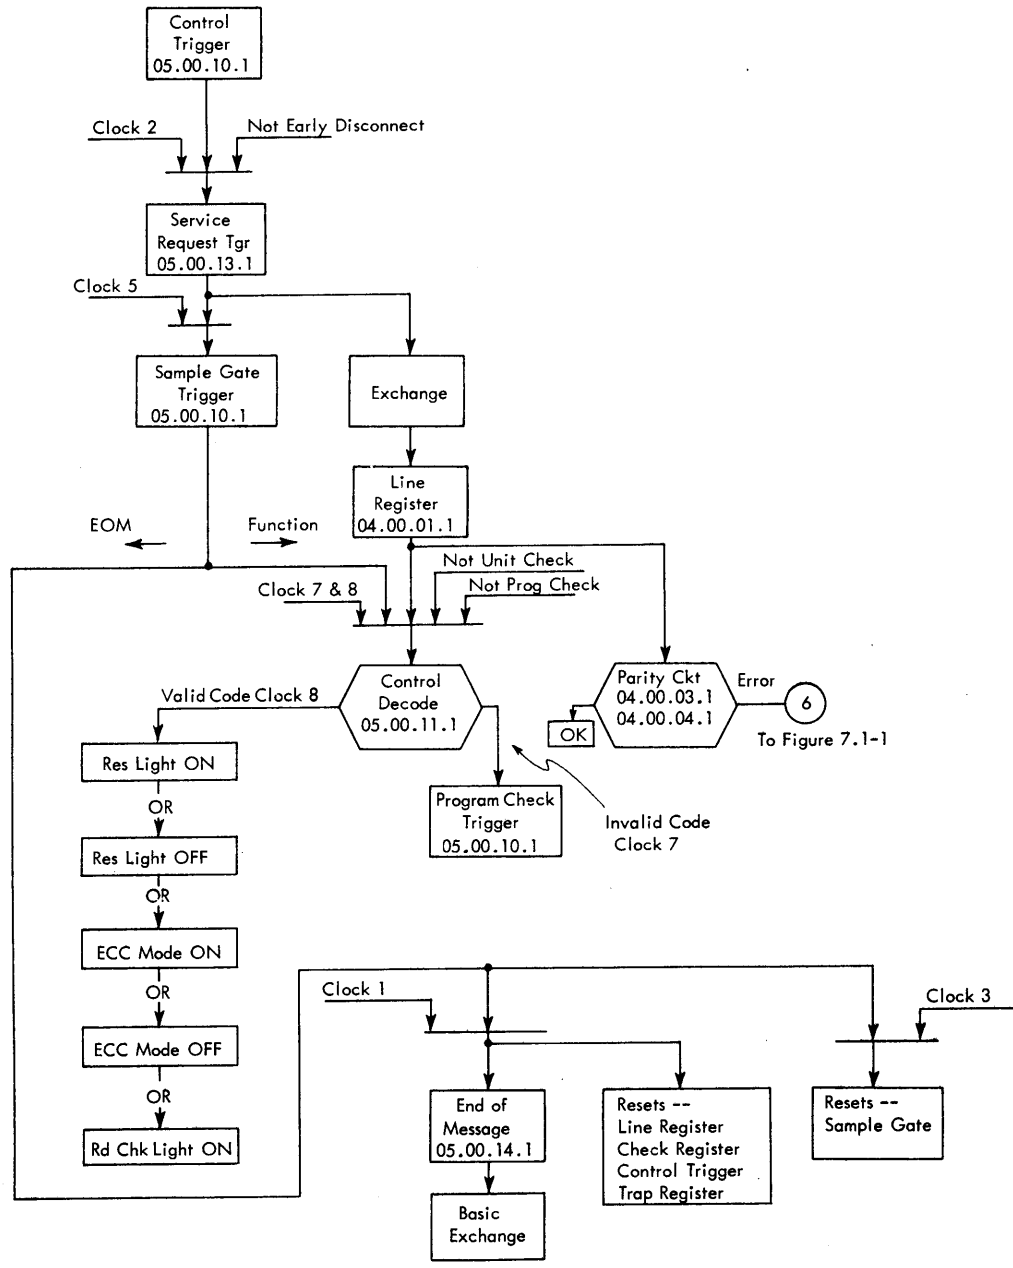 Control
Trigger
05.00.10.1
Clock 2
Not Early Disconnect
Service
Request Tgr
05.00.13.1
Clock 5
Sample Gate
Trigger
05.00.10.1
Exchange
Line
Register
04.00.01.1
EOM
Function
Not Unit Check
Clock 7 & 8
Not Prog Check
Control
Decode
05.00.11.1
Parity Ckt
04.00.03.1
04.00.04.1
Error
6
Valid Code Clock 8
OK
To Figure 7.1-1
Res Light ON
OR
Program Check
Trigger
05.00.10.1
Invalid Code
Clock 7
Res Light OFF
OR
ECC Mode ON
OR
Clock 1
Clock 3
ECC Mode OFF
OR
End of
Message
05.00.14.1
Resets --
Line Register
Check Register
Control Trigger
Trap Register
Resets --
Sample Gate
Rd Chk Light ON
Basic
Exchange